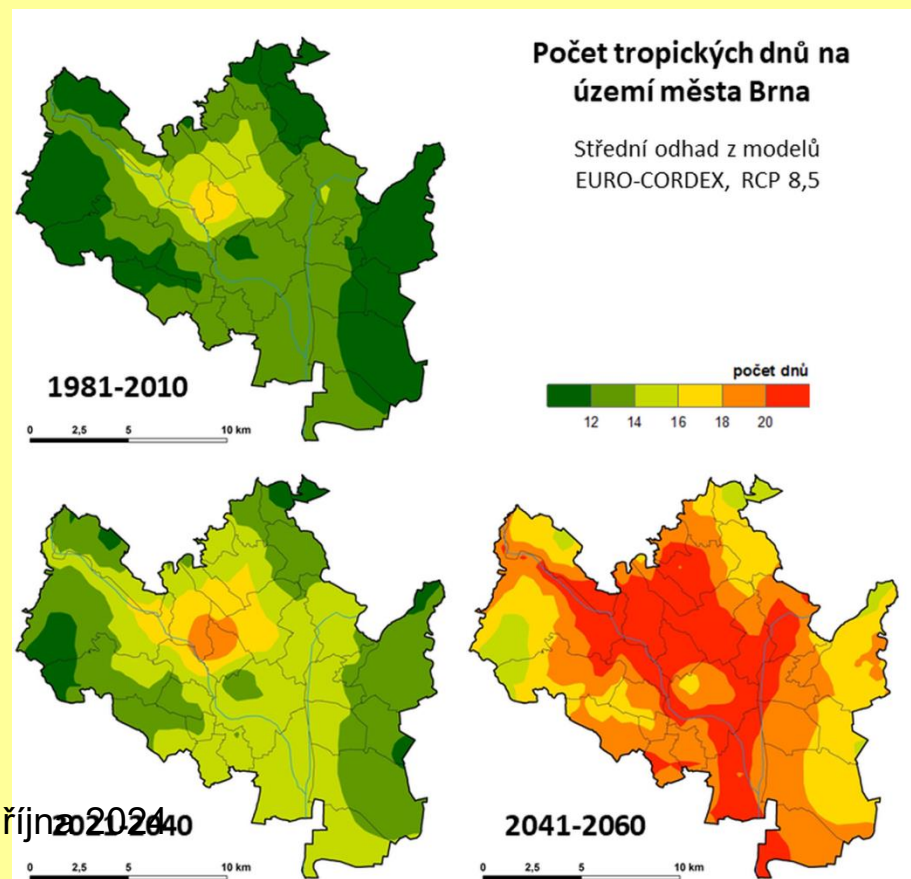 Počet tropických dnů na
území města Brna
Střední odhad z modelů
EURO-CORDEX, RCP 8,5
1981-2010
0 2,5 5 10 km
počet dnů
12 14 16 18 20
října 2024
2021-2040
0 2,5 5 10 km
2041-2060
0 2,5 5 10 km